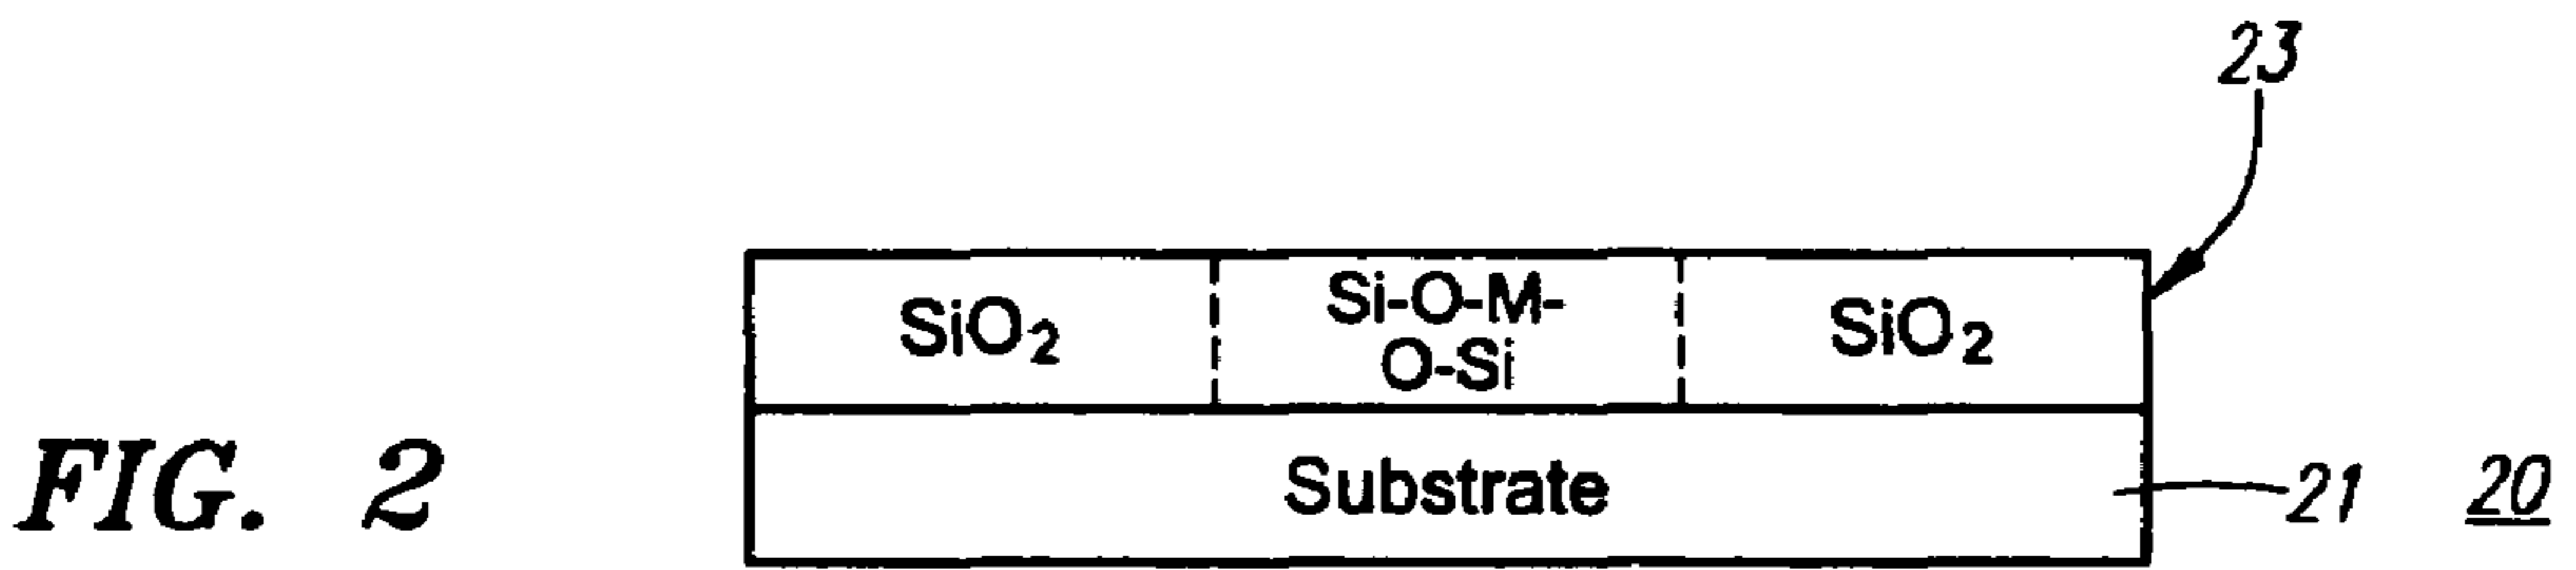 23
SiO₂
Si-O-M-
O-Si
SiO₂
Substrate
21
20
FIG. 2